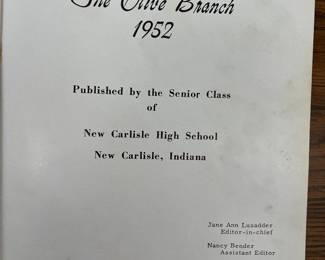 The Olive Branch
1952
Published by the Senior Class
of
New Carlisle High School
New Carlisle, Indiana
Jane Ann Luzadder
Editor-in-chief
Nancy Bender
Assistant Editor